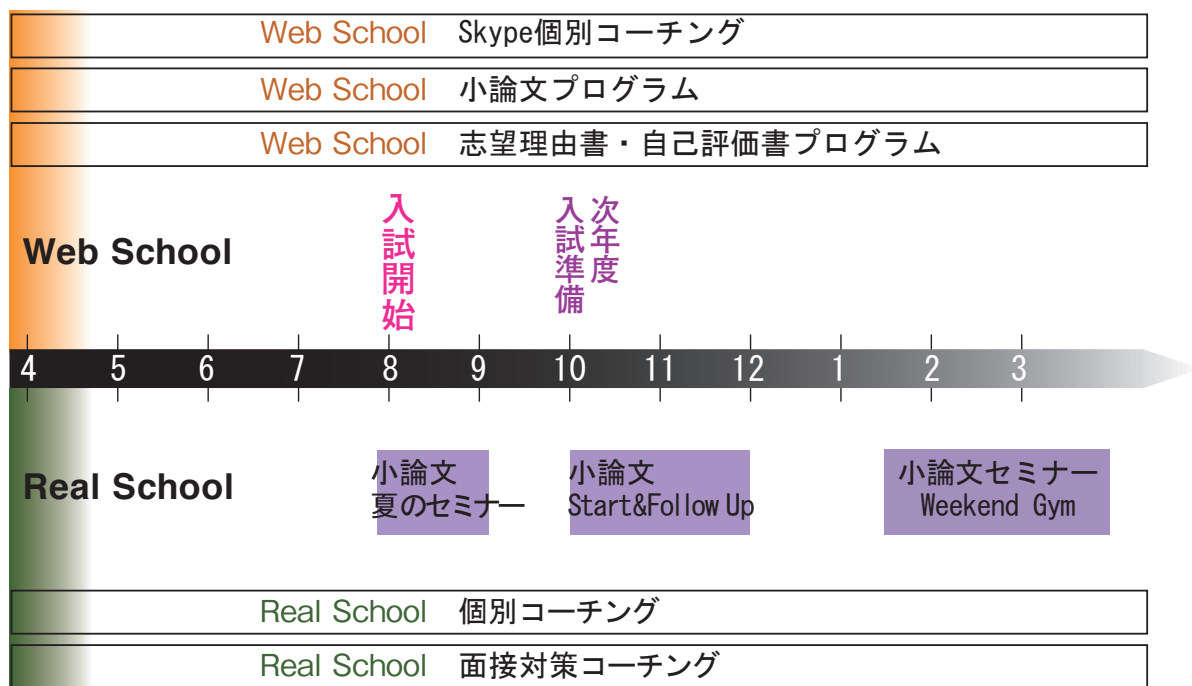 Web School Skype個別コーチング
Web School 小論文プログラム
Web School 志望理由書・自己評価書プログラム
入試開始
次年度
入試準備
Web School
4 5 6 7 8 9 10 11 12 1 2 3
Real School
小論文
夏のセミナー
小論文
Start&Follow Up
小論文セミナー
Weekend Gym
Real School 個別コーチング
Real School 面接対策コーチング